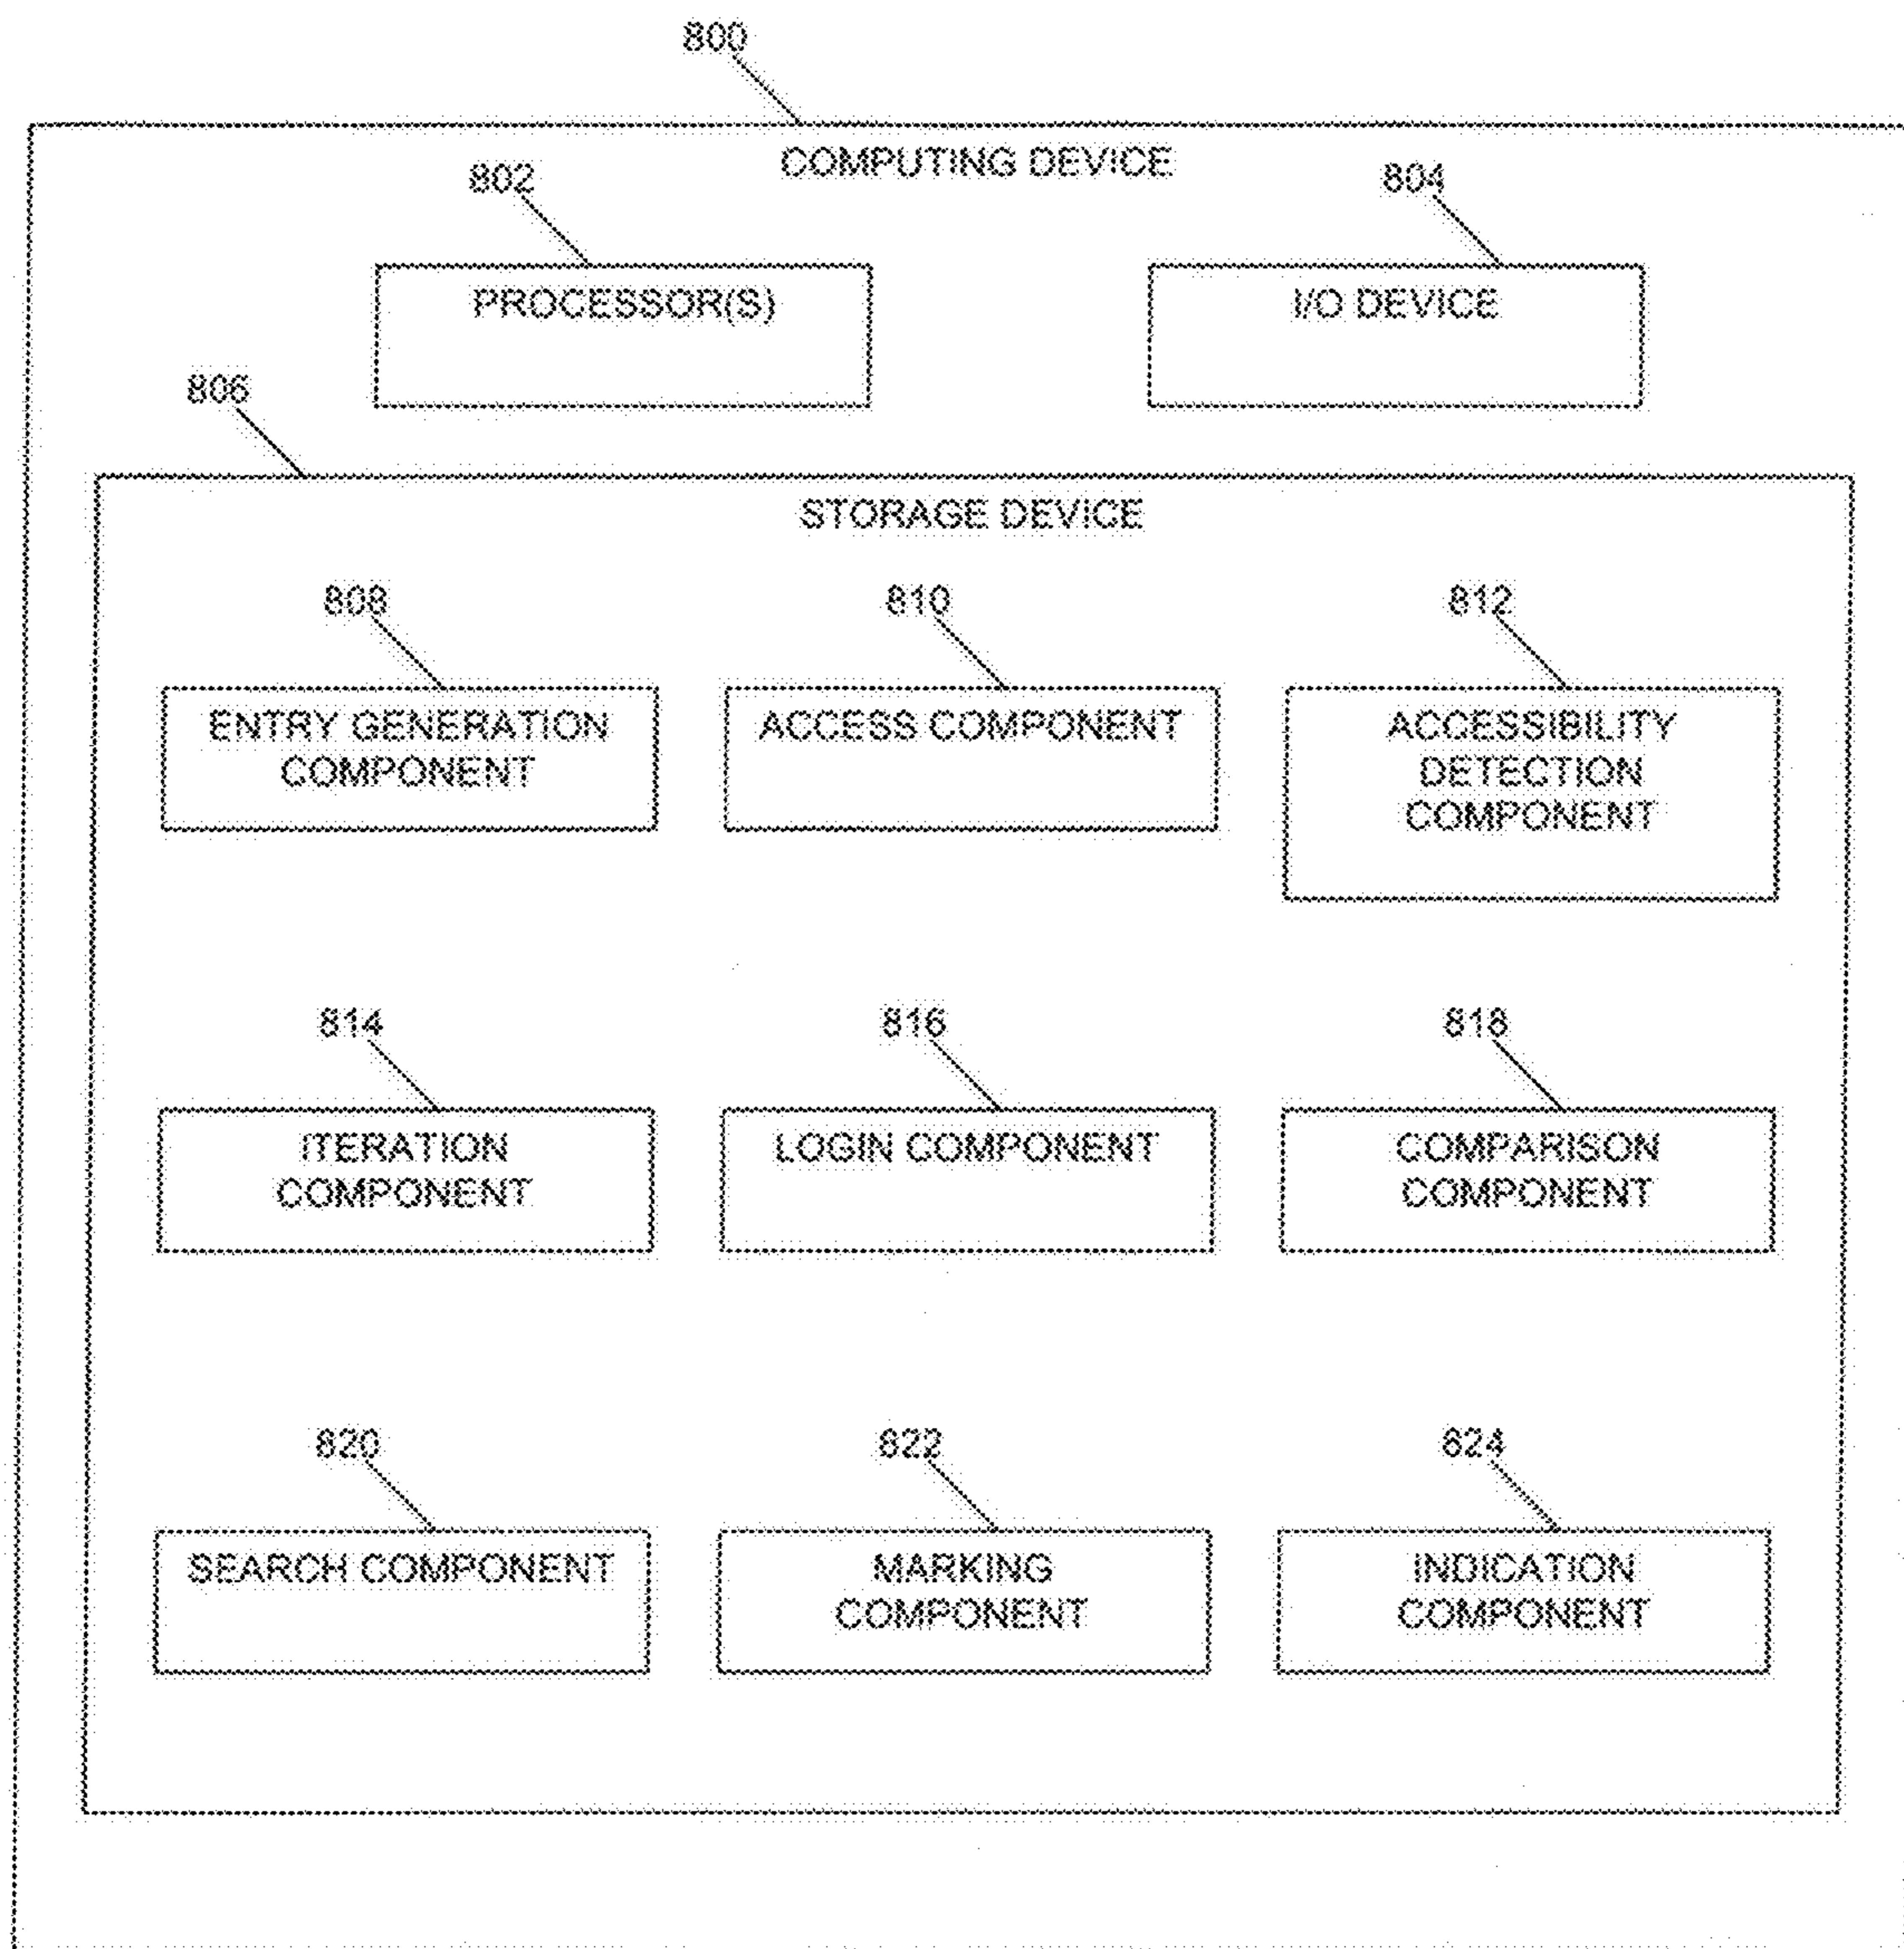 800
COMPUTING DEVICE
802
804
PROCESSOR(S)
I/O DEVICE
806
STORAGE DEVICE
808
810
812
ENTRY GENERATION
COMPONENT
ACCESS COMPONENT
ACCESSIBILITY
DETECTION
COMPONENT
814
816
818
ITERATION
COMPONENT
LOGIN COMPONENT
COMPARISON
COMPONENT
820
822
824
SEARCH COMPONENT
MARKING
COMPONENT
INDICATION
COMPONENT